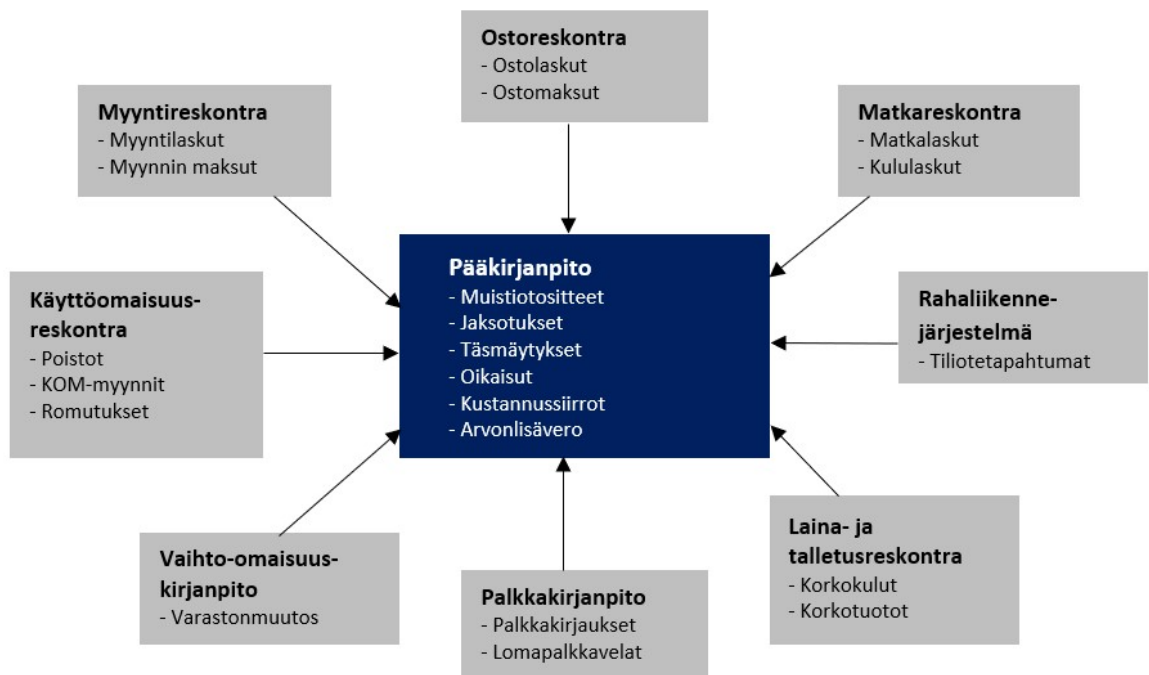 Ostoreskontra
- Ostolaskut
- Ostomaksut
Myyntireskontra
- Myyntilaskut
- Myynnin maksut
Matkareskontra
- Matkalaskut
- Kululaskut
Pääkirjanpito
- Muistiotositteet
- Jaksotukset
- Täsmäytykset
- Oikaisut
- Kustannussiirrot
- Arvonlisävero
Käyttöomaisuus-
reskontra
- Poistot
- KOM-myynnit
- Romutukset
Rahaliikenne-
järjestelmä
- Tiliotetapahtumat
Vaihto-omaisuus-
kirjanpito
- Varastonmuutos
Palkkakirjanpito
- Palkkakirjaukset
- Lomapalkkavelat
Laina- ja
talletusreskontra
- Korkokulut
- Korkotuotot